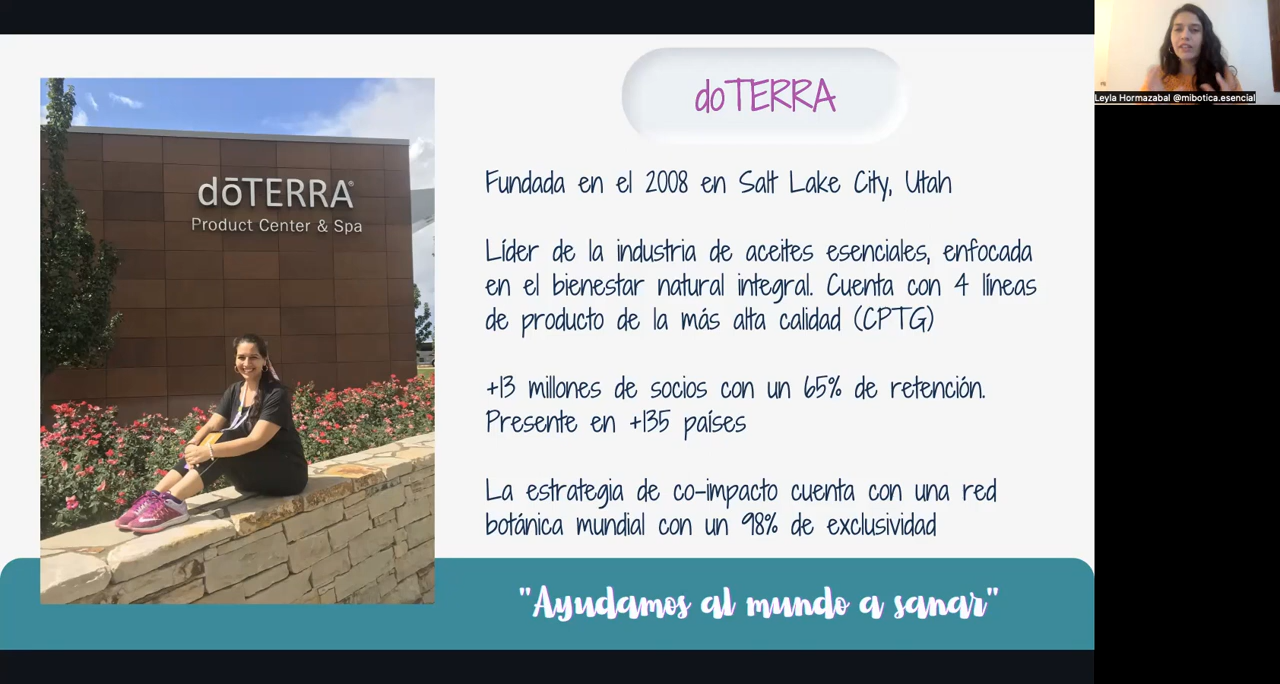 doTERRA
dōTERRA®
Product Center & Spa
Fundada en el 2008 en Salt Lake City, Utah
Líder de la industria de aceites esenciales, enfocada
en el bienestar natural integral. Cuenta con 4 líneas
de producto de la más alta calidad (CPTG)
+13 millones de socios con un 65% de retención.
Presente en +135 países
La estrategia de co-impacto cuenta con una red
botánica mundial con un 98% de exclusividad
"Ayudamos al mundo a sanar"
Leyla Hormazabal @mibotica.esencial